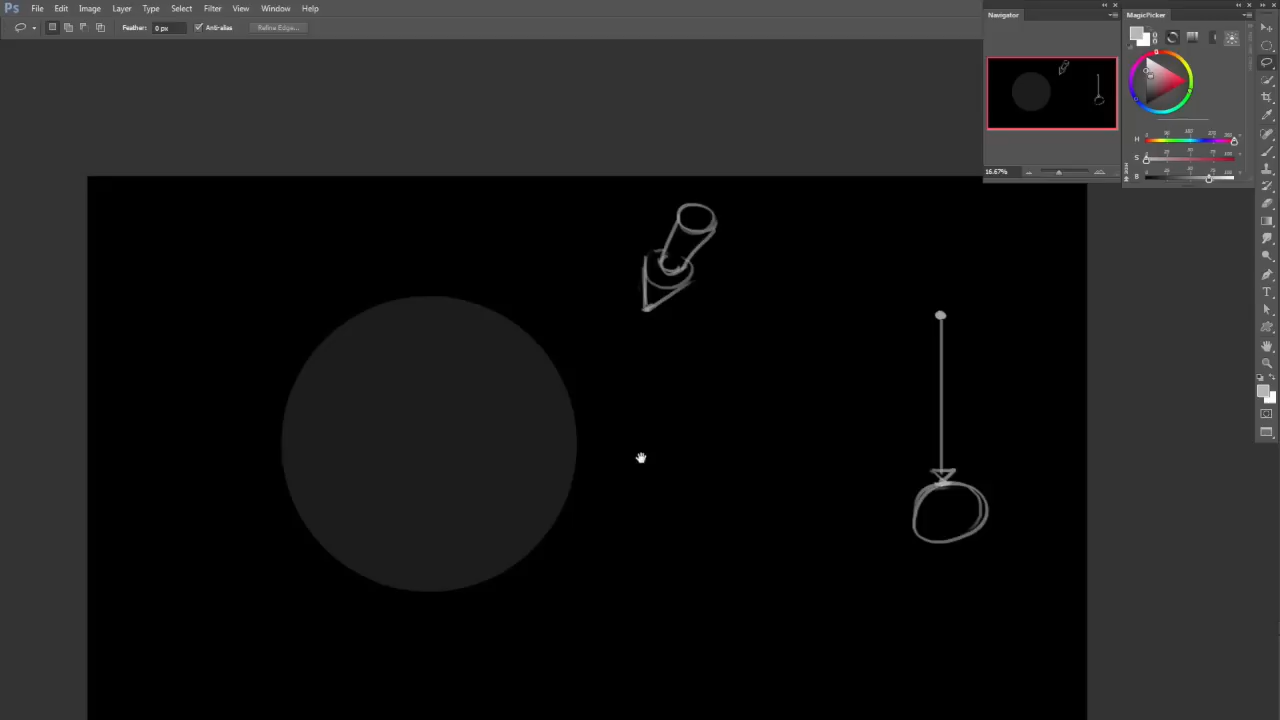 Ps File Edit Image Layer Type Select Filter View Window Help
Feather: 0 px Anti-alias Refine Edge...
Navigator
16.67%
MagicPicker
H
S
B